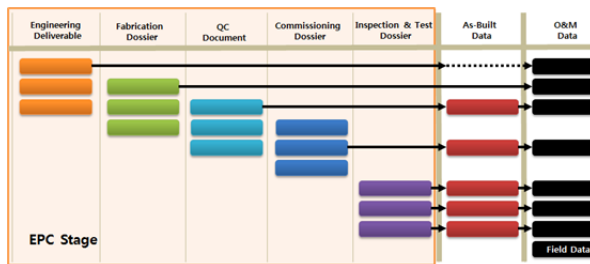 Engineering
Deliverable
Fabrication
Dossier
QC
Document
Commissioning
Dossier
Inspection & Test
Dossier
As-Built
Data
O&M
Data
EPC Stage
Field Data